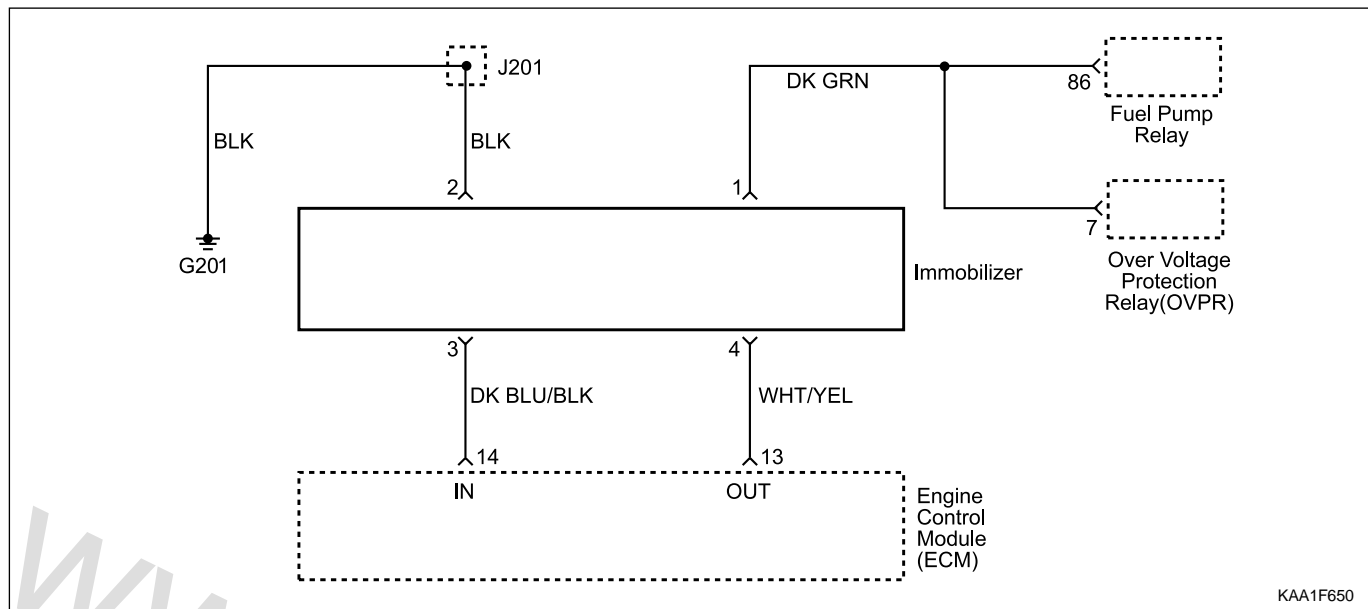 J201
DK GRN
86
Fuel Pump
Relay
BLK
BLK
2
1
7
G201
Immobilizer
Over Voltage
Protection
Relay(OVPR)
3
4
DK BLU/BLK
WHT/YEL
14
13
IN
OUT
Engine
Control
Module
(ECM)
KAA1F650